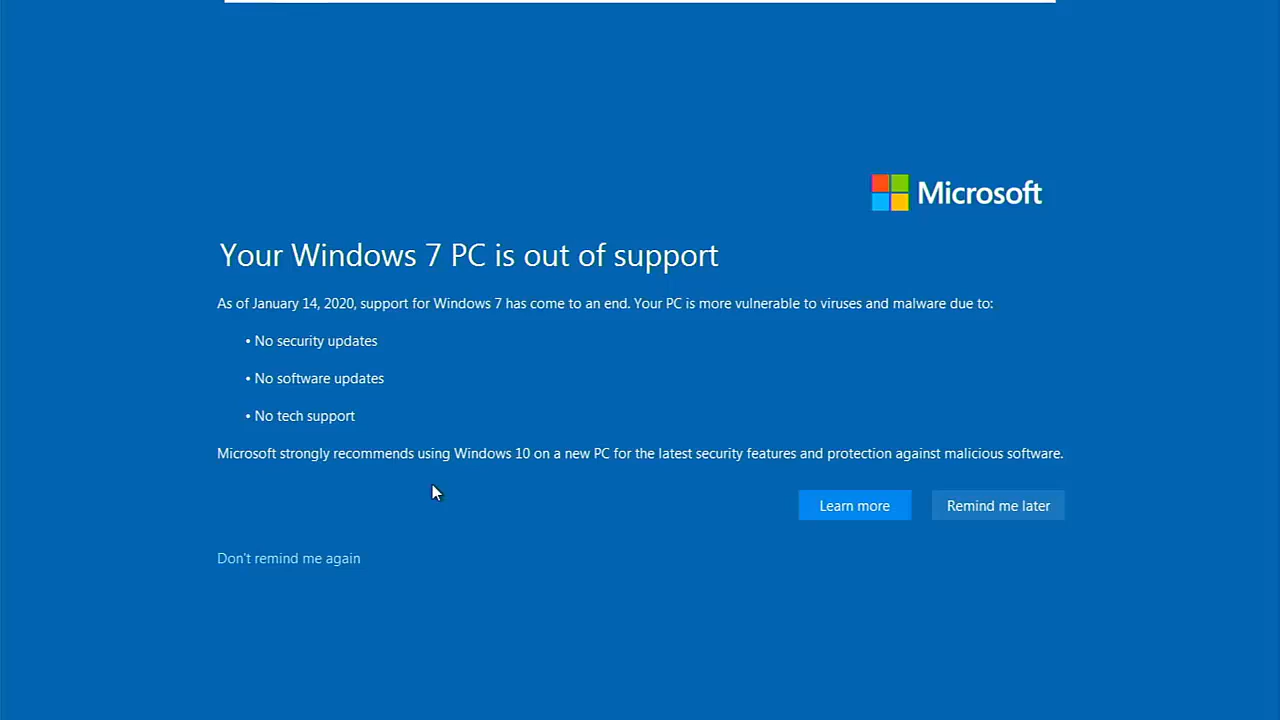 Microsoft
Your Windows 7 PC is out of support
As of January 14, 2020, support for Windows 7 has come to an end. Your PC is more vulnerable to viruses and malware due to:
• No security updates
• No software updates
• No tech support
Microsoft strongly recommends using Windows 10 on a new PC for the latest security features and protection against malicious software.
Learn more
Remind me later
Don't remind me again